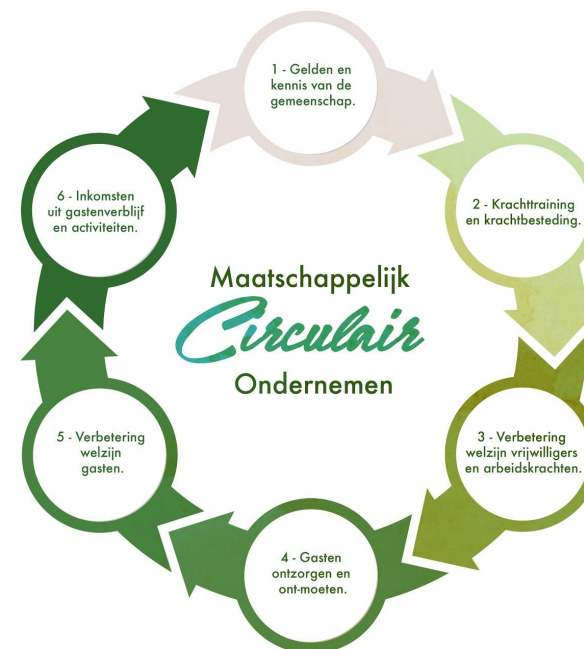 1 - Gelden en
kennis van de
gemeenschap.
2 - Krachttraining
en krachtbesteding.
3 - Verbetering
welzijn vrijwilligers
en arbeidskrachten.
4 - Gasten
ontzorgen en
ont-moeten.
5 - Verbetering
welzijn
gasten.
6 - Inkomsten
uit gastenverblijf
en activiteiten.
Maatschappelijk
Circulair
Ondernemen